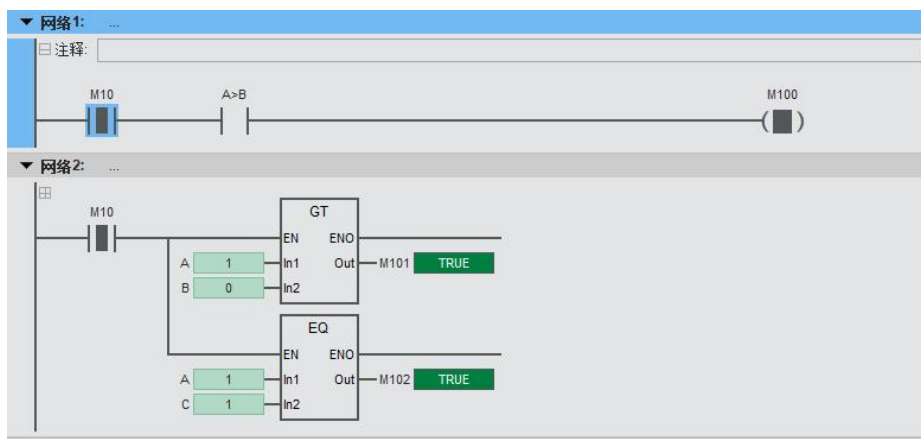 网络1: ...
注释:
M10 A>B M100
网络2: ...
M10
GT
EN ENO
A 1 In1 Out M101 TRUE
B 0 In2
EQ
EN ENO
A 1 In1 Out M102 TRUE
C 1 In2